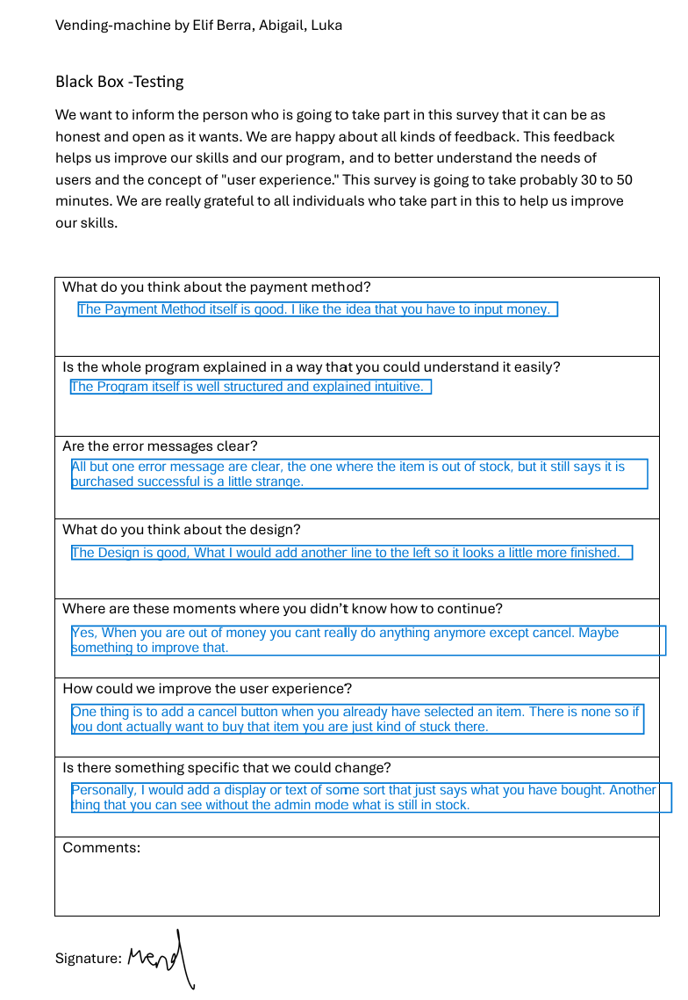 Vending-machine by Elif Berra, Abigail, Luka
Black Box -Testing
We want to inform the person who is going to take part in this survey that it can be as
honest and open as it wants. We are happy about all kinds of feedback. This feedback
helps us improve our skills and our program, and to better understand the needs of
users and the concept of "user experience." This survey is going to take probably 30 to 50
minutes. We are really grateful to all individuals who take part in this to help us improve
our skills.
What do you think about the payment method?
The Payment Method itself is good. I like the idea that you have to input money.
Is the whole program explained in a way that you could understand it easily?
The Program itself is well structured and explained intuitive.
Are the error messages clear?
All but one error message are clear, the one where the item is out of stock, but it still says it is
purchased successful is a little strange.
What do you think about the design?
The Design is good, What I would add another line to the left so it looks a little more finished.
Where are these moments where you didn’t know how to continue?
Yes, When you are out of money you cant really do anything anymore except cancel. Maybe
something to improve that.
How could we improve the user experience?
One thing is to add a cancel button when you already have selected an item. There is none so if
you dont actually want to buy that item you are just kind of stuck there.
Is there something specific that we could change?
Personally, I would add a display or text of some sort that just says what you have bought. Another
thing that you can see without the admin mode what is still in stock.
Comments:
Signature: